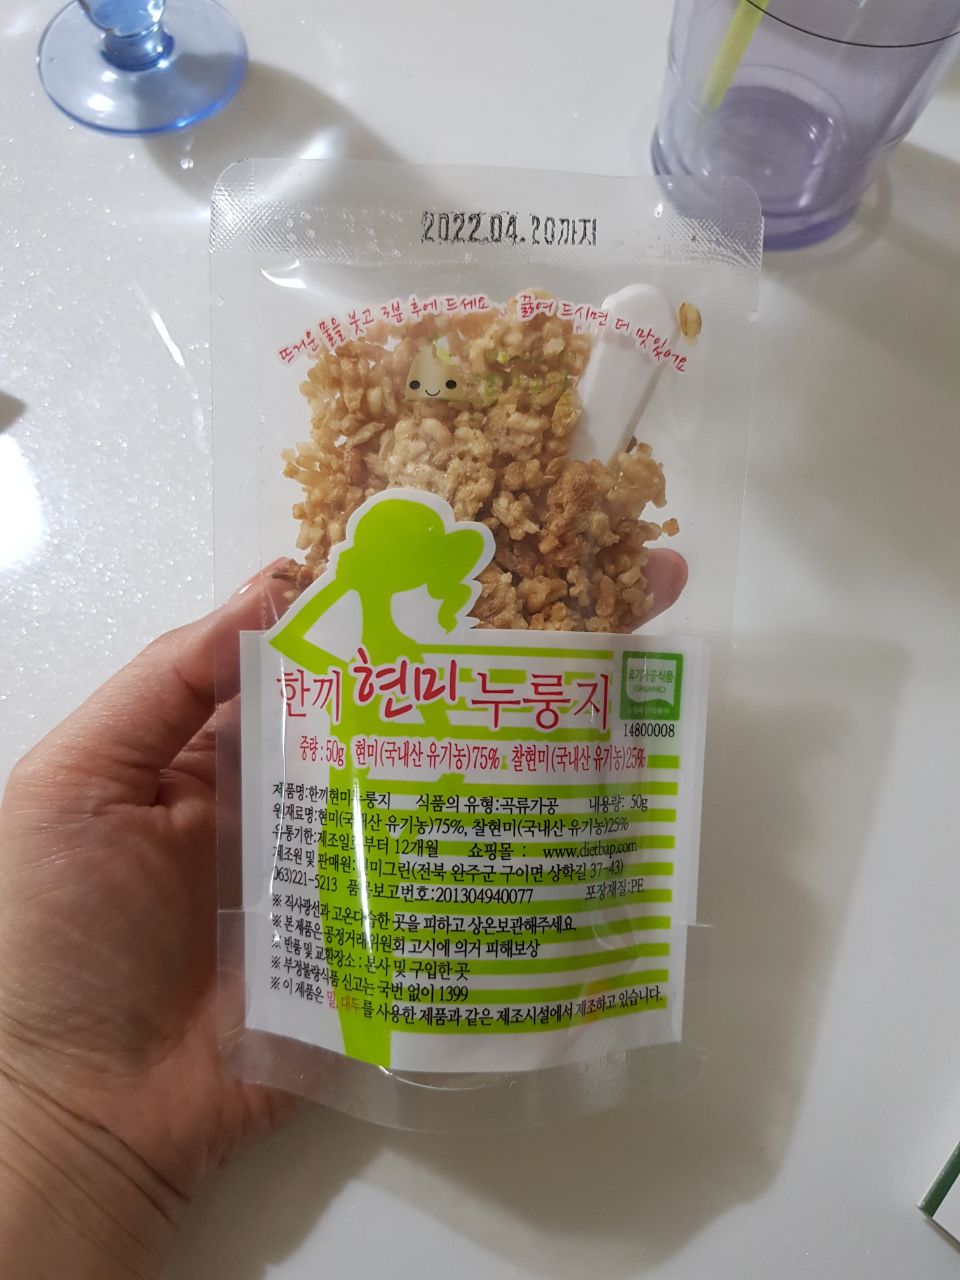 2022.04.20까지
뜨거운 물을 붓고 3분 후에 드세요 끓여 드시면 더 맛있어요
한끼 현미 누룽지
유기가공식품
(ORGANIC)
14800008
중량 : 50g 현미(국내산 유기농)75% 찰현미(국내산 유기농)25%
제품명:한끼현미누룽지 식품의 유형:곡류가공 내용량: 50g
원재료명:현미(국내산 유기농)75%, 찰현미(국내산 유기농)25%
유통기한:제조일로부터 12개월 쇼핑몰 : www.dietbap.com
제조원 및 판매원:현미그린(전북 완주군 구이면 상학길 37-43)
063)221-5213 품목보고번호:201304940077 포장재질:PE
※ 직사광선과 고온다습한 곳을 피하고 상온보관해주세요.
※ 본 제품은 공정거래위원회 고시에 의거 피해보상
※ 반품 및 교환장소 : 본사 및 구입한 곳
※ 부정불량식품 신고는 국번 없이 1399
※ 이 제품은 밀, 대두를 사용한 제품과 같은 제조시설에서 제조하고 있습니다.